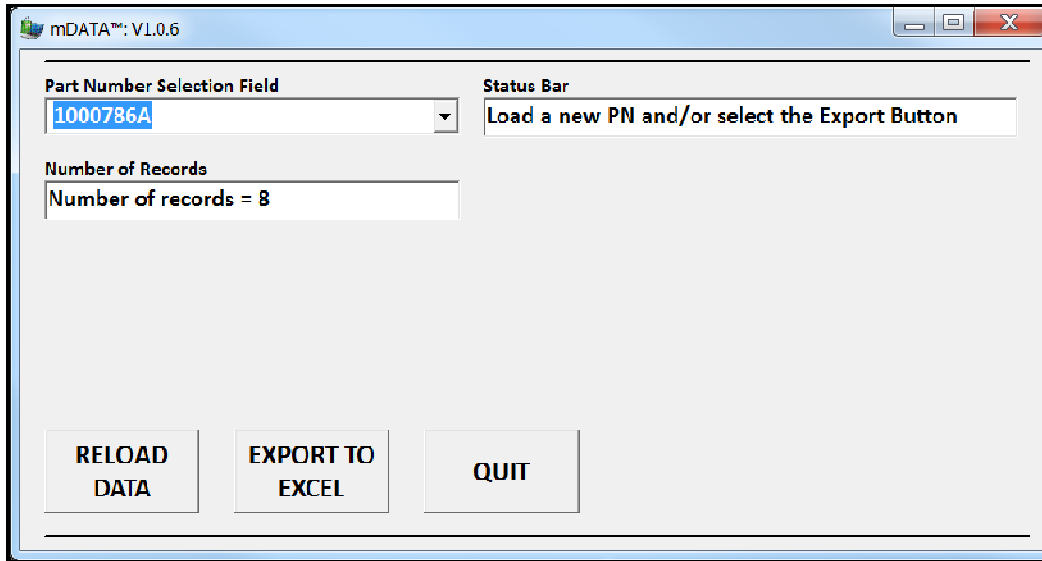 mDATA™: V1.0.6
Part Number Selection Field
1000786A
Status Bar
Load a new PN and/or select the Export Button
Number of Records
Number of records = 8
RELOAD
DATA
EXPORT TO
EXCEL
QUIT